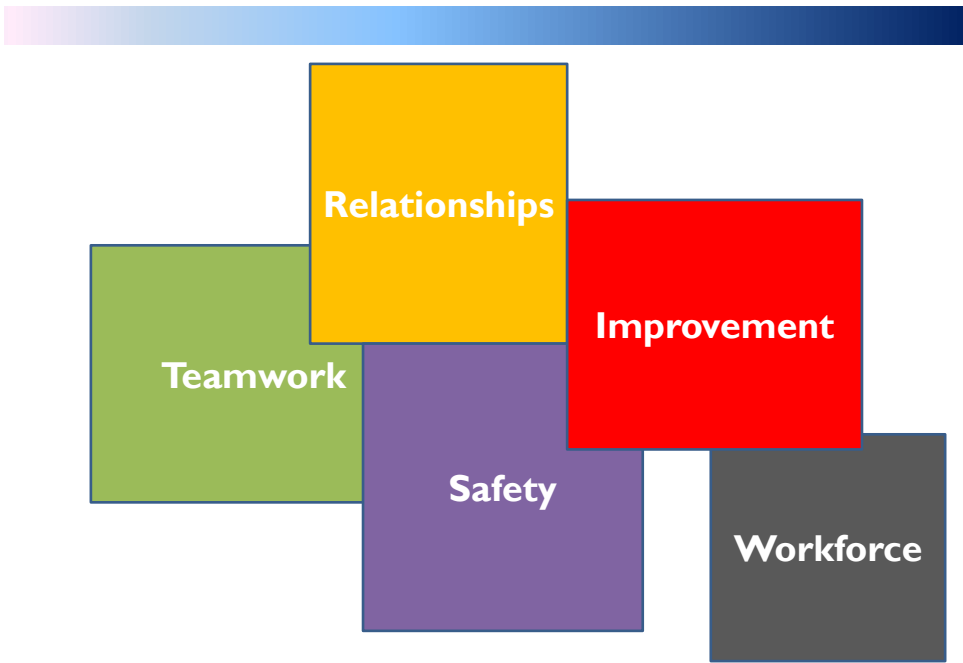 Relationships
Improvement
Teamwork
Safety
Workforce